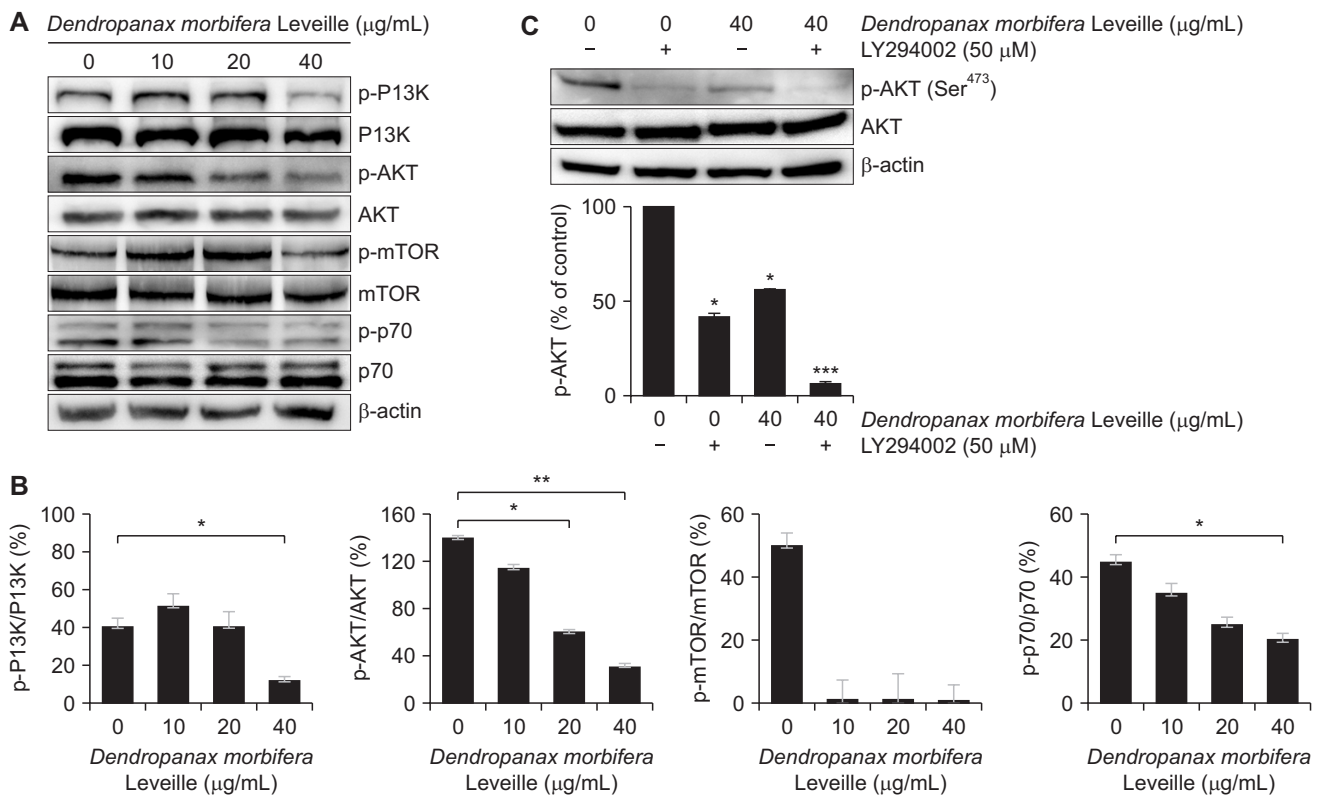 A
Dendropanax morbifera Leveille (μg/mL)
0 10 20 40
p-P13K
P13K
p-AKT
AKT
p-mTOR
mTOR
p-p70
p70
β-actin
C
0 0 40 40 Dendropanax morbifera Leveille (μg/mL)
– + – + LY294002 (50 μM)
p-AKT (Ser473)
AKT
β-actin
p-AKT (% of control)
100
50
0
*
*
***
0 0 40 40 Dendropanax morbifera Leveille (μg/mL)
– + – + LY294002 (50 μM)
B
p-P13K/P13K (%)
100
80
60
40
20
0
*
0 10 20 40
Dendropanax morbifera
Leveille (μg/mL)
p-AKT/AKT (%)
160
120
80
40
0
**
*
0 10 20 40
Dendropanax morbifera
Leveille (μg/mL)
p-mTOR/mTOR (%)
60
40
20
0
0 10 20 40
Dendropanax morbifera
Leveille (μg/mL)
p-p70/p70 (%)
60
40
20
0
*
0 10 20 40
Dendropanax morbifera
Leveille (μg/mL)